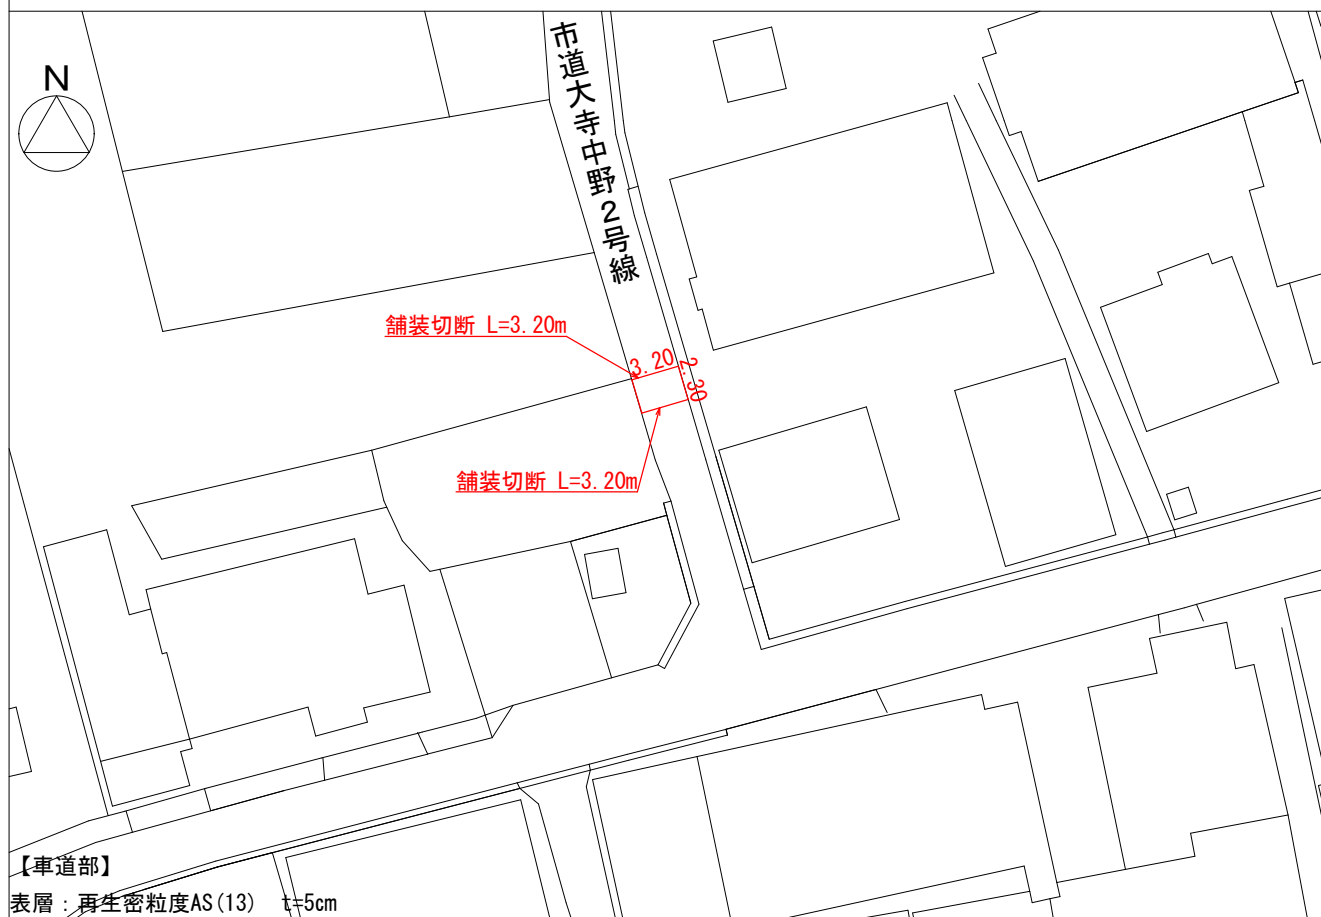 N
市道大寺中野2号線
舗装切断 L=3.20m
3.20
2.30
舗装切断 L=3.20m
【車道部】
表層：再生密粒度AS(13) t=5cm